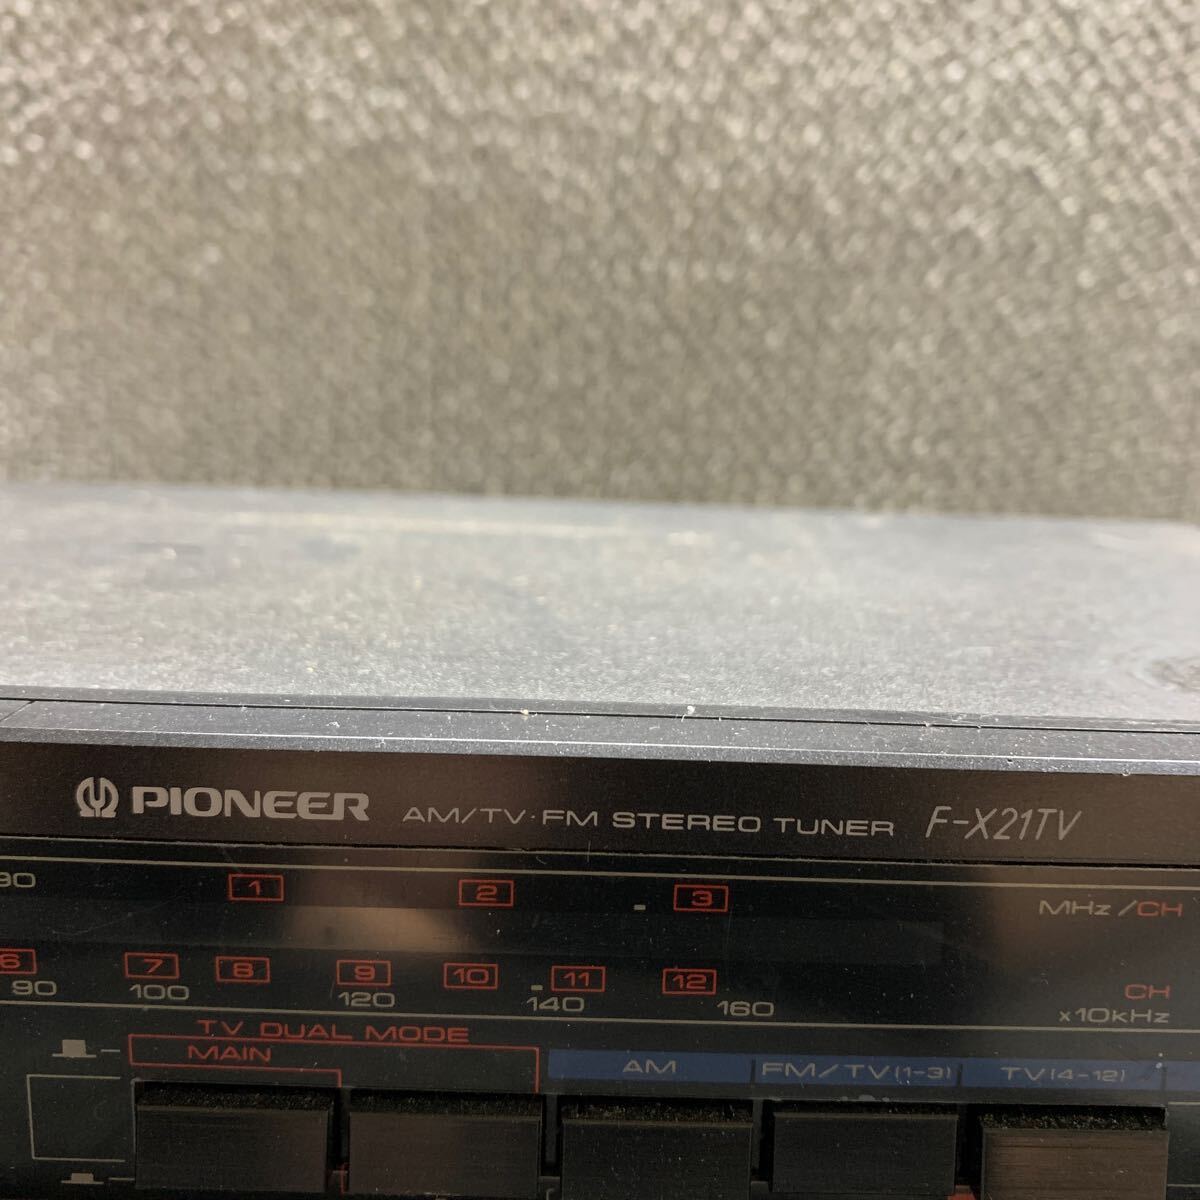 PIONEER AM/TV·FM STEREO TUNER F-X21TV
90 1 2 3 MHz/CH
6 7 8 9 10 11 12 CH
90 100 120 140 160 x10kHz
TV DUAL MODE
MAIN AM FM/TV(1-3) TV(4-12)